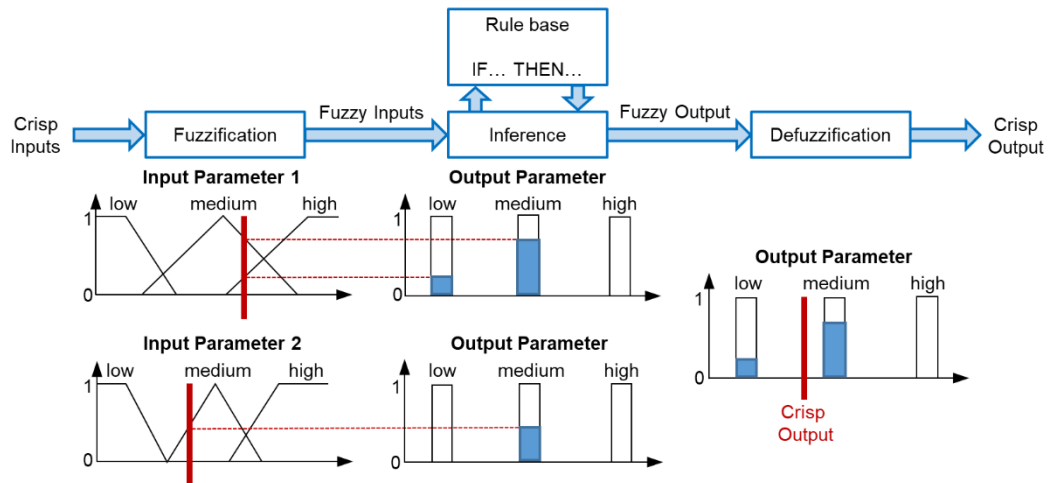 Rule base
IF… THEN…
Crisp
Inputs
Fuzzification
Fuzzy Inputs
Inference
Fuzzy Output
Defuzzification
Crisp
Output
Input Parameter 1
low medium high
1
0
Output Parameter
low medium high
1
0
Input Parameter 2
low medium high
1
0
Output Parameter
low medium high
1
0
Output Parameter
low medium high
1
0
Crisp
Output